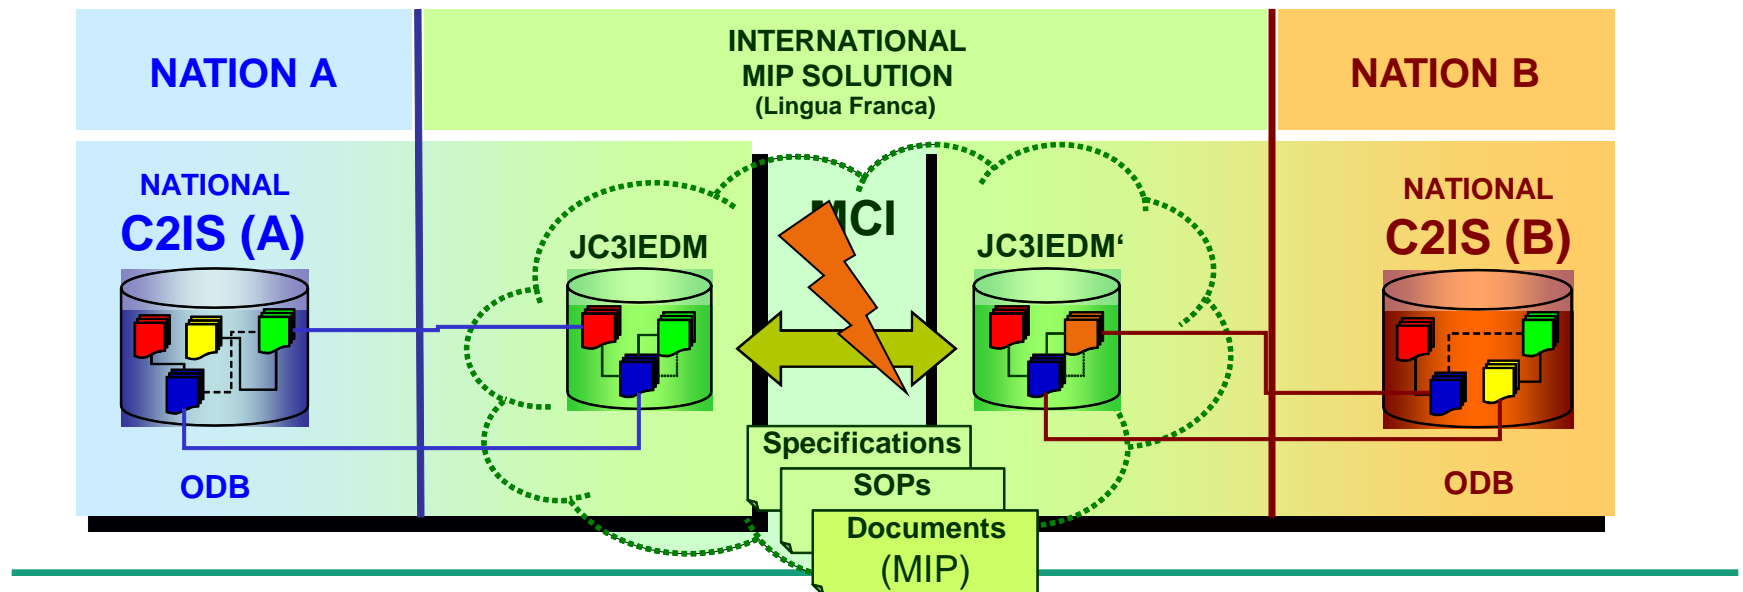 NATION A
INTERNATIONAL
MIP SOLUTION
(Lingua Franca)
NATION B
NATIONAL
C2IS (A)
JC3IEDM
MCI
JC3IEDM‘
NATIONAL
C2IS (B)
ODB
Specifications
SOPs
Documents
(MIP)
ODB